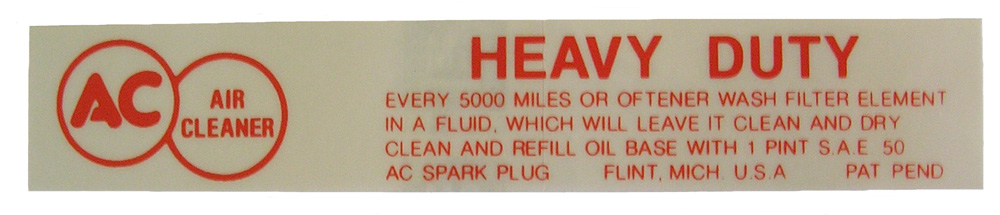 AC
AIR
CLEANER
HEAVY DUTY
EVERY 5000 MILES OR OFTENER WASH FILTER ELEMENT
IN A FLUID, WHICH WILL LEAVE IT CLEAN AND DRY
CLEAN AND REFILL OIL BASE WITH 1 PINT S.A.E. 50
AC SPARK PLUG FLINT, MICH. U.S.A PAT PEND